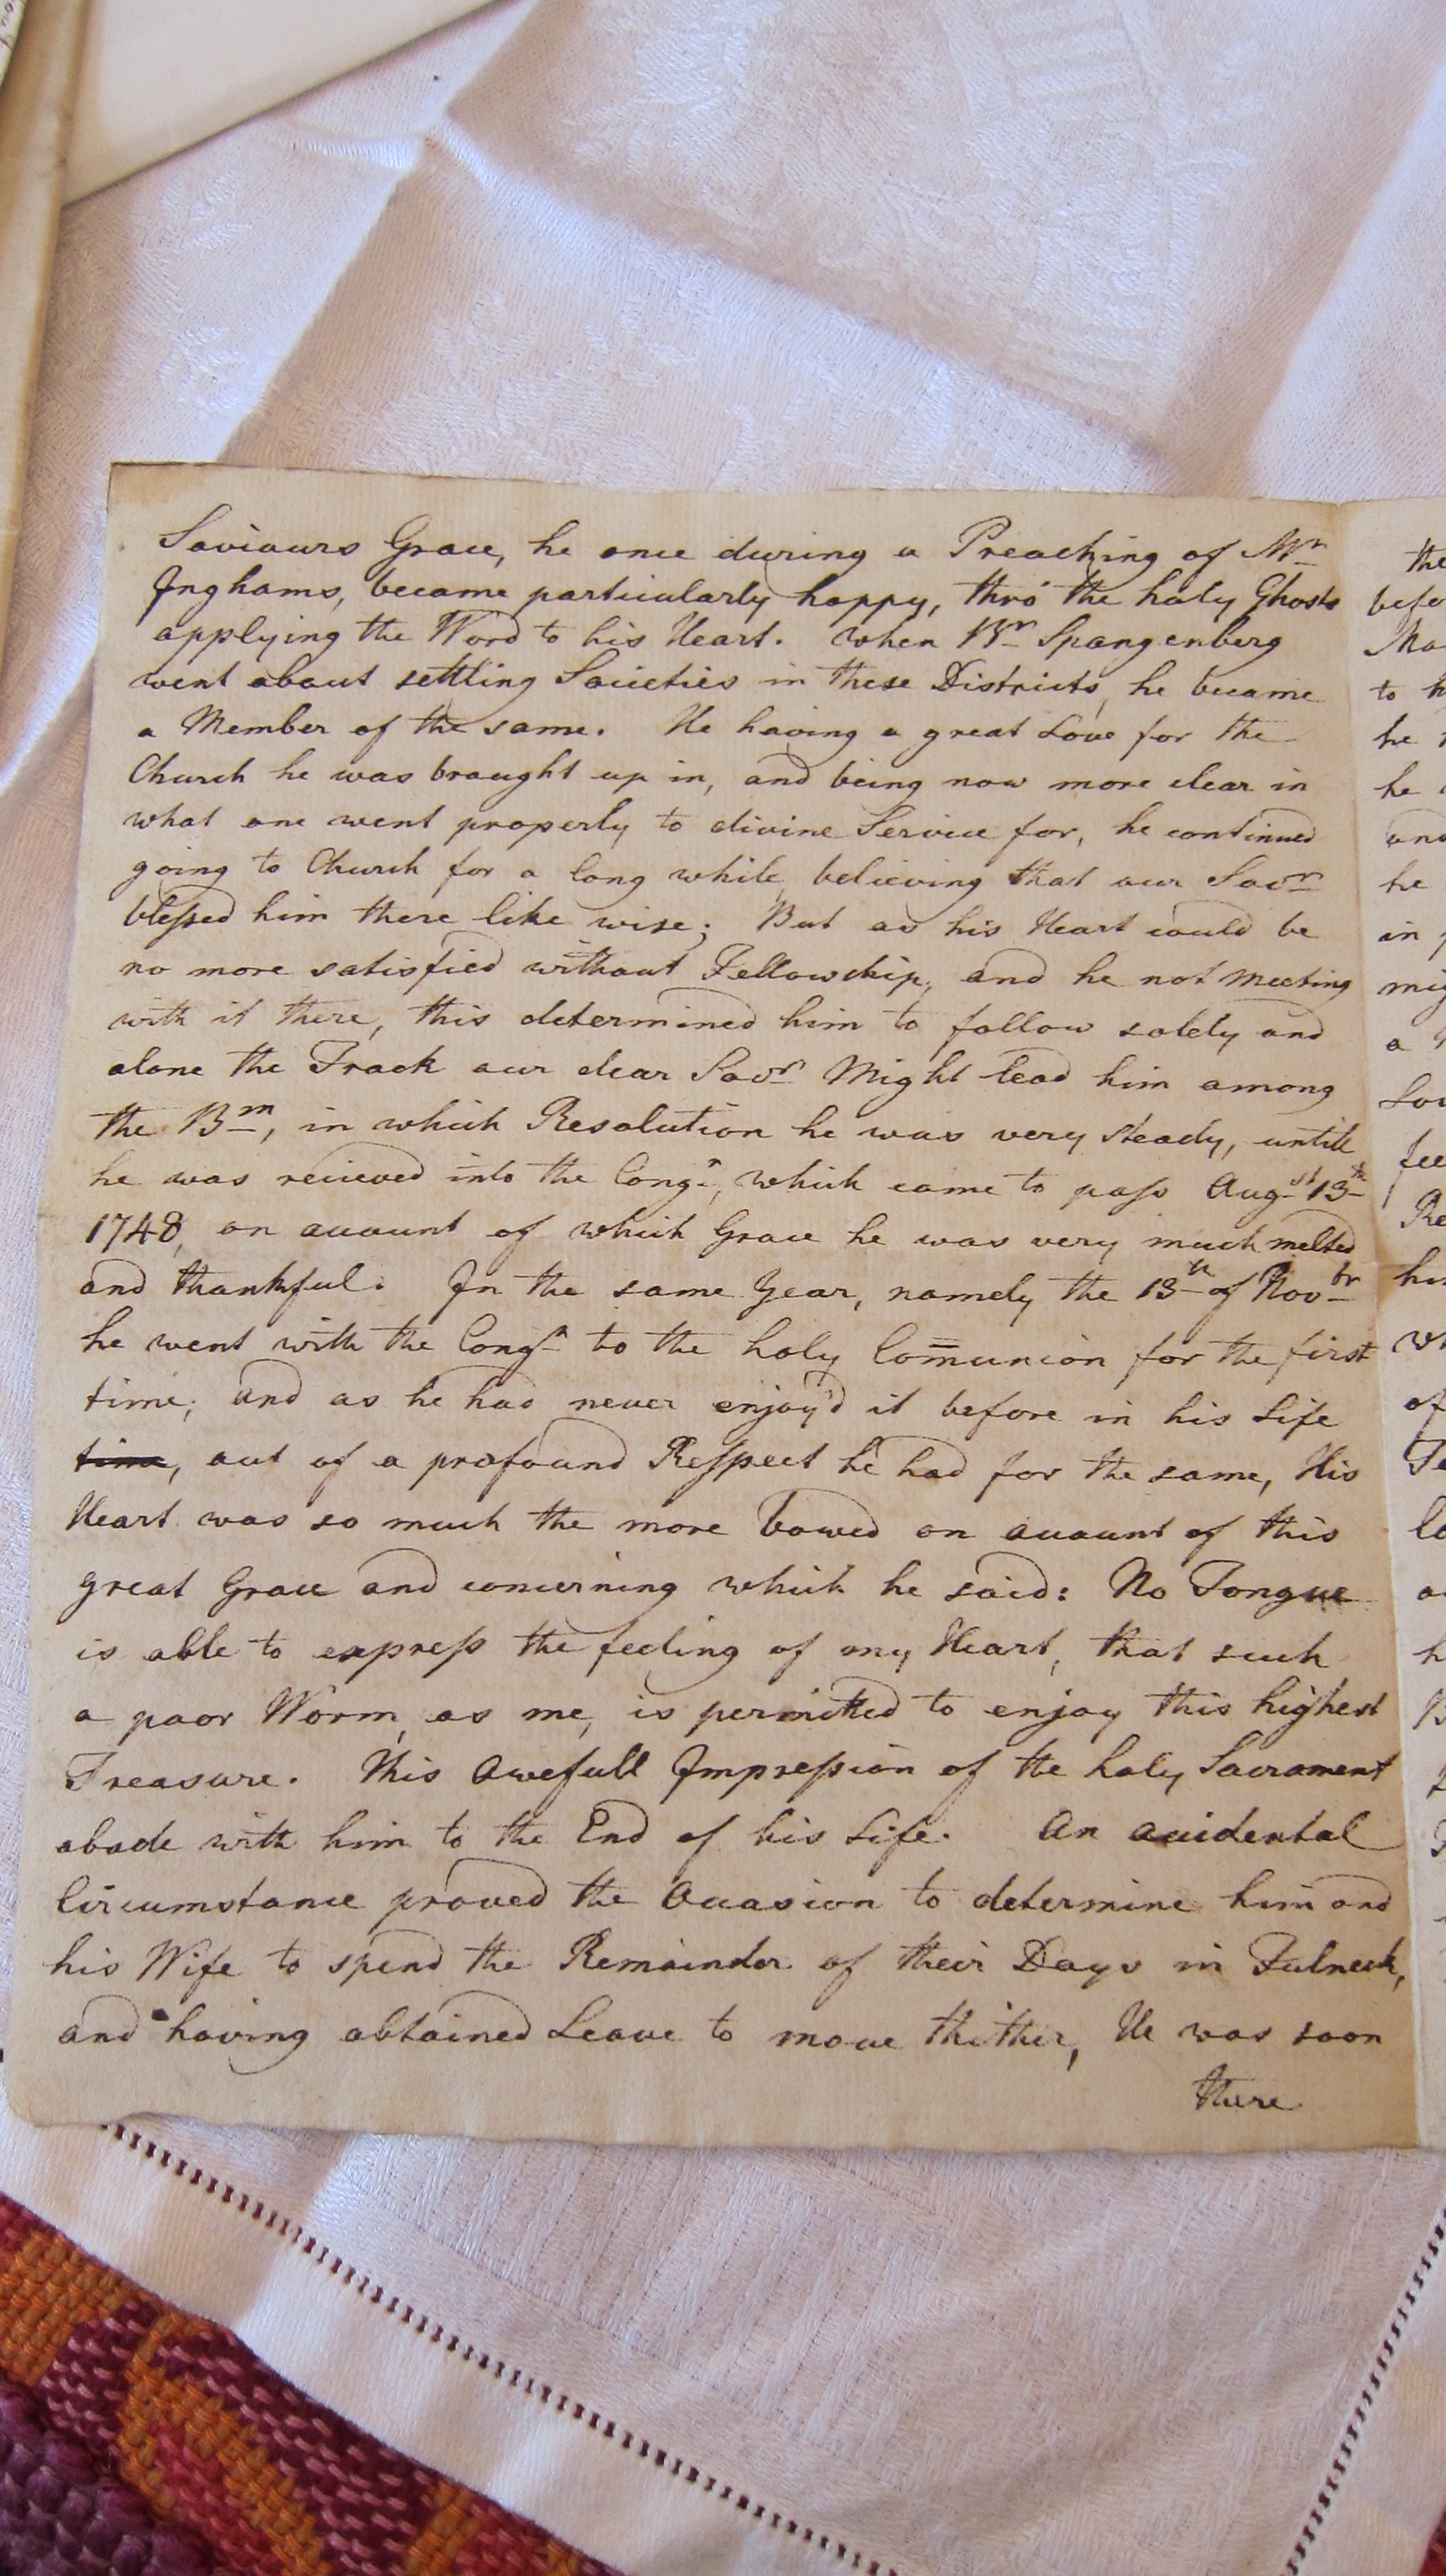 Saviours Grace, he once during a Preaching of Mr
Inghams, became particularly happy, thro' the holy Ghosts
applying the Word to his Heart. When Br Spangenberg
went about settling Societies in these Districts, he became
a Member of the same. He having a great Love for the
Church he was brought up in, and being now more clear in
what one went properly to divine Service for, he continued
going to Church for a long while, believing that our Savr
blessed him there like wise; But as his Heart could be
no more satisfied without Fellowship, and he not Meeting
with it there, this determined him to follow solely and
alone the Track our dear Savr Might lead him among
the Brn, in which Resolution he was very steady, untill
he was recieved into the Congn, which came to pass Augst 13th
1748, on account of which Grace he was very much melted
and thankful. In the same Year, namely the 13th of Novbr
he went with the Congn to the holy Com̄union for the first
time; and as he had never enjoy'd it before in his Life
time, out of a profound Respect he had for the same, His
Heart was so much the more bowed on account of this
great Grace and concerning which he said: No Tongue
is able to express the feeling of my Heart, that such
a poor Worm, as me, is permitted to enjoy this highest
Treasure. This Awefull Impression of the holy Sacrament
abode with him to the End of his Life. An accidental
Circumstance proved the Occasion to determine him and
his Wife to spend the Remainder of their Days in Fulneck,
and having obtained Leave to move thither, He was soon
there
the
befo
to
he
he
he
in
a
Re
of